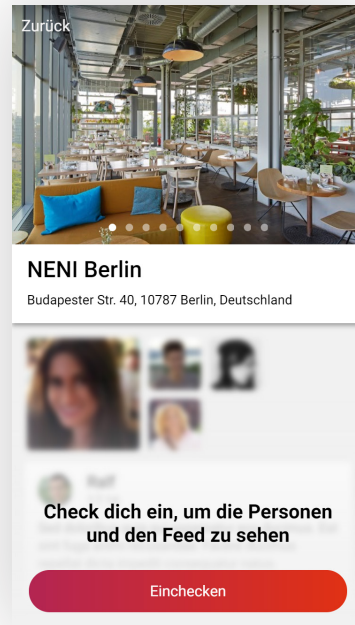 Zurück
NENI Berlin
Budapester Str. 40, 10787 Berlin, Deutschland
Ralf
Check dich ein, um die Personen
und den Feed zu sehen
Einchecken